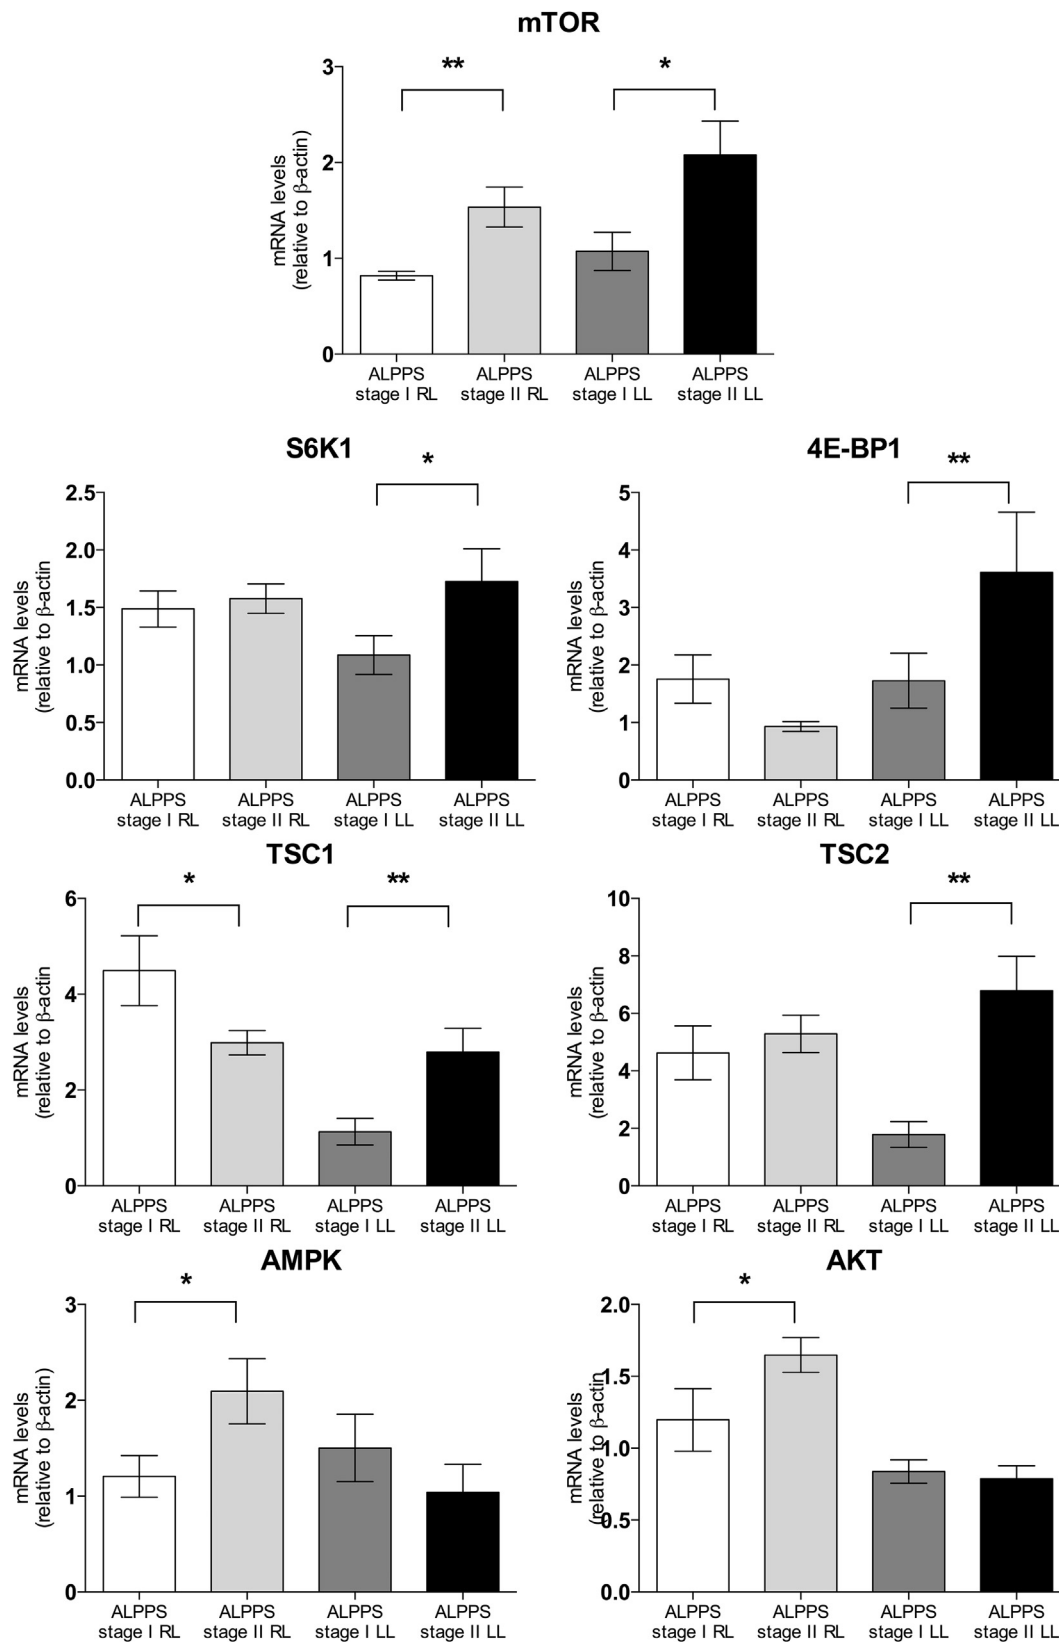 mTOR
**
*
mRNA levels
(relative to β-actin)
3
2
1
0
ALPPS
stage I RL
ALPPS
stage II RL
ALPPS
stage I LL
ALPPS
stage II LL
S6K1
*
mRNA levels
(relative to β-actin
2.5
2.0
1.5
1.0
0.5
0.0
ALPPS
stage I RL
ALPPS
stage II RL
ALPPS
stage I LL
ALPPS
stage II LL
4E-BP1
**
mRNA levels
(relative to β-actin
5
4
3
2
1
0
ALPPS
stage I RL
ALPPS
stage II RL
ALPPS
stage I LL
ALPPS
stage II LL
TSC1
*
**
mRNA levels
(relative to β-actin
6
4
2
0
ALPPS
stage I RL
ALPPS
stage II RL
ALPPS
stage I LL
ALPPS
stage II LL
TSC2
**
mRNA levels
(relative to β-actin
10
8
6
4
2
0
ALPPS
stage I RL
ALPPS
stage II RL
ALPPS
stage I LL
ALPPS
stage II LL
AMPK
*
mRNA levels
(relative to β-actin)
3
2
1
0
ALPPS
stage I RL
ALPPS
stage II RL
ALPPS
stage I LL
ALPPS
stage II LL
AKT
*
mRNA levels
(relative to β-actin
2.0
1.5
1.0
0.5
0.0
ALPPS
stage I RL
ALPPS
stage II RL
ALPPS
stage I LL
ALPPS
stage II LL